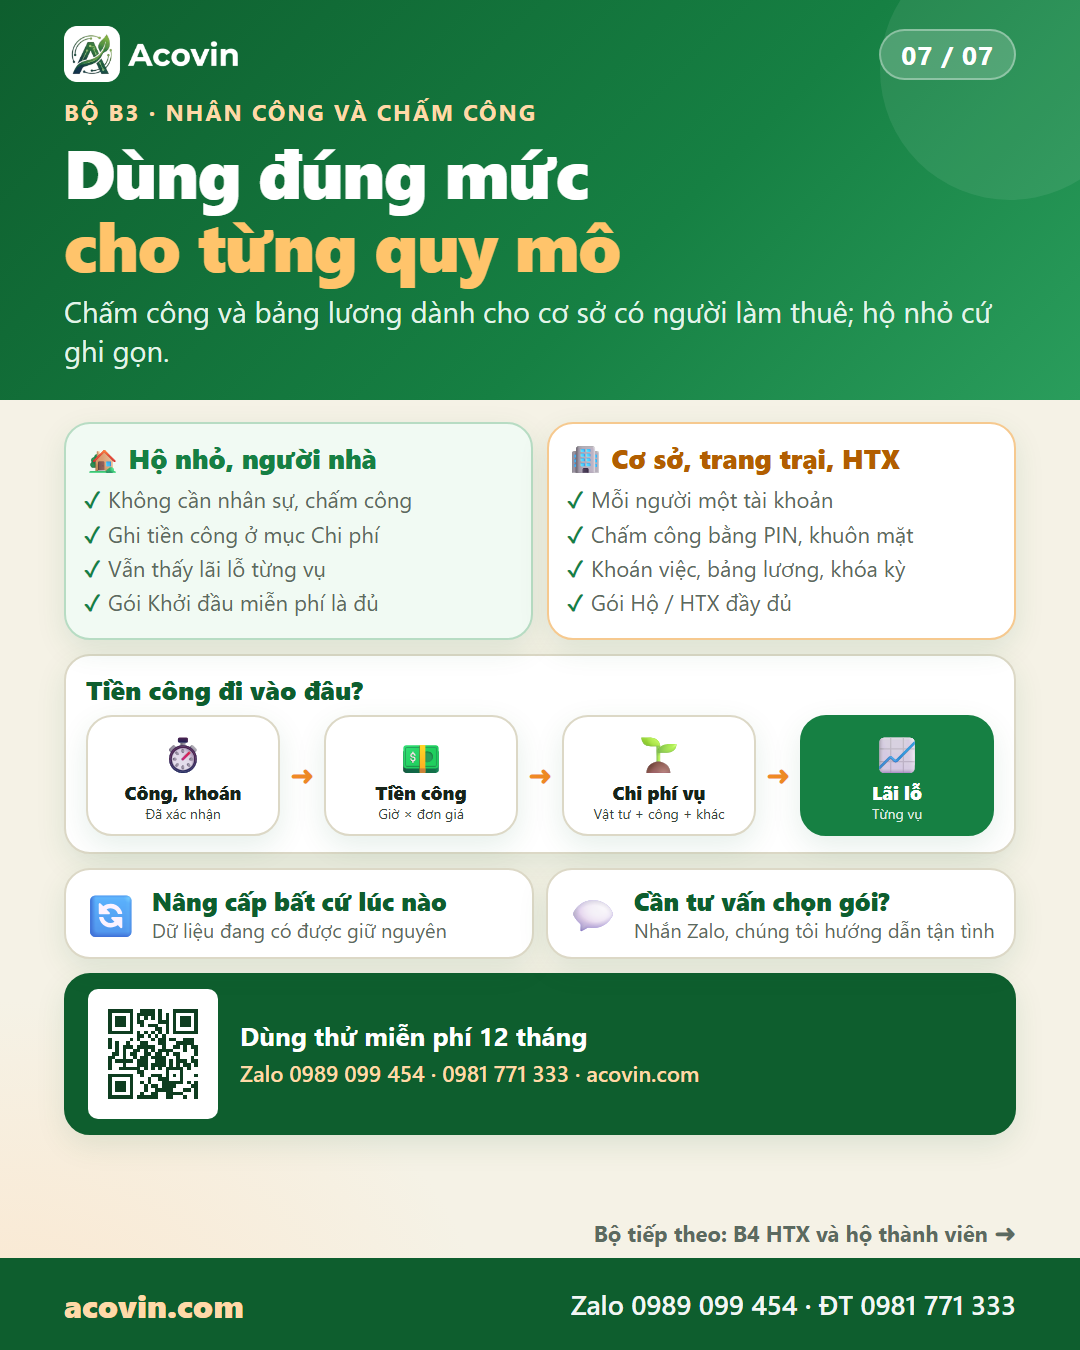 Acovin
07 / 07
BỘ B3 · NHÂN CÔNG VÀ CHẤM CÔNG
Dùng đúng mức
cho từng quy mô
Chấm công và bảng lương dành cho cơ sở có người làm thuê; hộ nhỏ cứ
ghi gọn.
Hộ nhỏ, người nhà
✓ Không cần nhân sự, chấm công
✓ Ghi tiền công ở mục Chi phí
✓ Vẫn thấy lãi lỗ từng vụ
✓ Gói Khởi đầu miễn phí là đủ
Cơ sở, trang trại, HTX
✓ Mỗi người một tài khoản
✓ Chấm công bằng PIN, khuôn mặt
✓ Khoán việc, bảng lương, khóa kỳ
✓ Gói Hộ / HTX đầy đủ
Tiền công đi vào đâu?
Công, khoán
Đã xác nhận
➜
Tiền công
Giờ × đơn giá
➜
Chi phí vụ
Vật tư + công + khác
➜
Lãi lỗ
Từng vụ
Nâng cấp bất cứ lúc nào
Dữ liệu đang có được giữ nguyên
Cần tư vấn chọn gói?
Nhắn Zalo, chúng tôi hướng dẫn tận tình
Dùng thử miễn phí 12 tháng
Zalo 0989 099 454 · 0981 771 333 · acovin.com
Bộ tiếp theo: B4 HTX và hộ thành viên ➜
acovin.com
Zalo 0989 099 454 · ĐT 0981 771 333